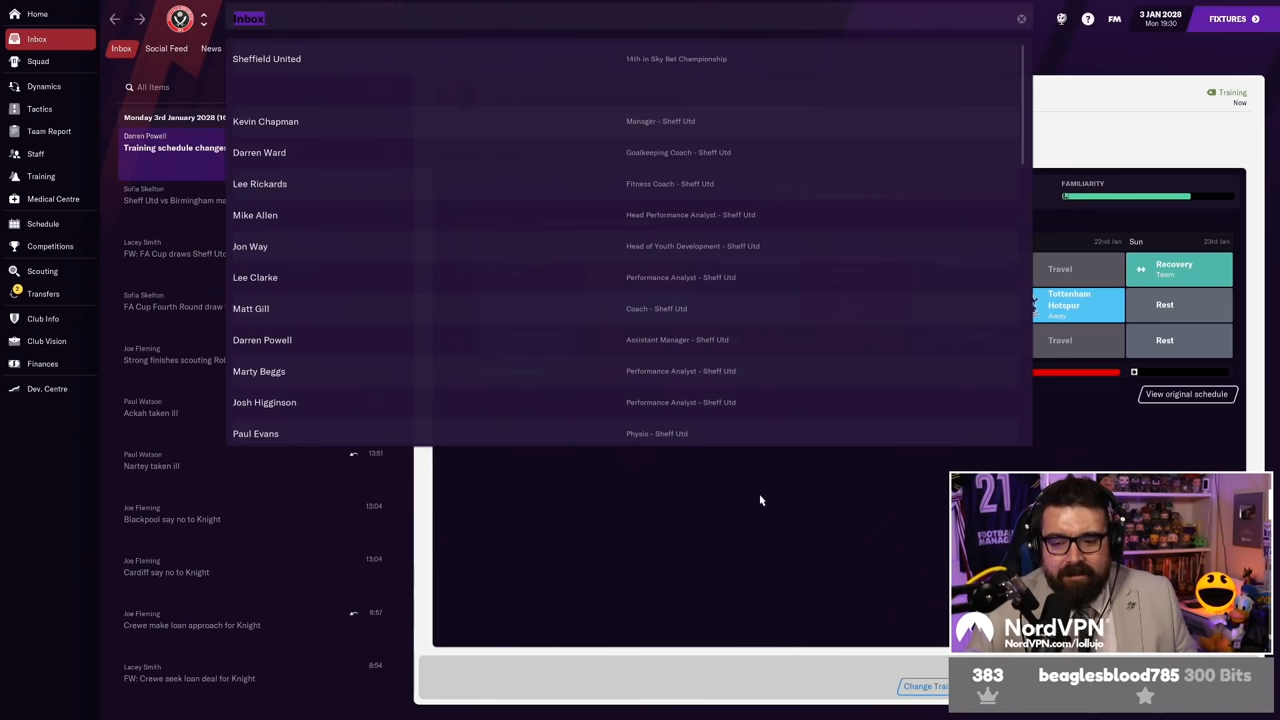 Home
Inbox
Squad
Dynamics
Tactics
Team Report
Staff
Training
Medical Centre
Schedule
Competitions
Scouting
2
Transfers
Club Info
Club Vision
Finances
Dev. Centre
Inbox
3 JAN 2028
Mon 19:30
FM
FIXTURES
Inbox
Social Feed
News
All Items
Monday 3rd January 2028 (16
Darren Powell
Training schedule changes
Sofia Skelton
Sheff Utd vs Birmingham ma
Lacey Smith
FW: FA Cup draws Sheff Utd
Sofia Skelton
FA Cup Fourth Round draw
Joe Fleming
Strong finishes scouting Rol
Paul Watson
Ackah taken ill
Paul Watson
13:51
Nartey taken ill
Joe Fleming
13:04
Blackpool say no to Knight
Joe Fleming
13:04
Cardiff say no to Knight
Joe Fleming
8:57
Crewe make loan approach for Knight
Lacey Smith
8:54
FW: Crewe seek loan deal for Knight
Sheffield United
14th in Sky Bet Championship
Kevin Chapman
Manager - Sheff Utd
Darren Ward
Goalkeeping Coach - Sheff Utd
Lee Rickards
Fitness Coach - Sheff Utd
Mike Allen
Head Performance Analyst - Sheff Utd
Jon Way
Head of Youth Development - Sheff Utd
Lee Clarke
Performance Analyst - Sheff Utd
Matt Gill
Coach - Sheff Utd
Darren Powell
Assistant Manager - Sheff Utd
Marty Beggs
Performance Analyst - Sheff Utd
Josh Higginson
Performance Analyst - Sheff Utd
Paul Evans
Physio - Sheff Utd
Training
Now
FAMILIARITY
22nd Jan
Sun
23rd Jan
Travel
Recovery
Team
Tottenham
Hotspur
Away
Rest
Travel
Rest
View original schedule
Change Trai
21
FOOTBALL
MANAGER
NordVPN
NordVPN.com/lollujo
383
beaglesblood785 300 Bits